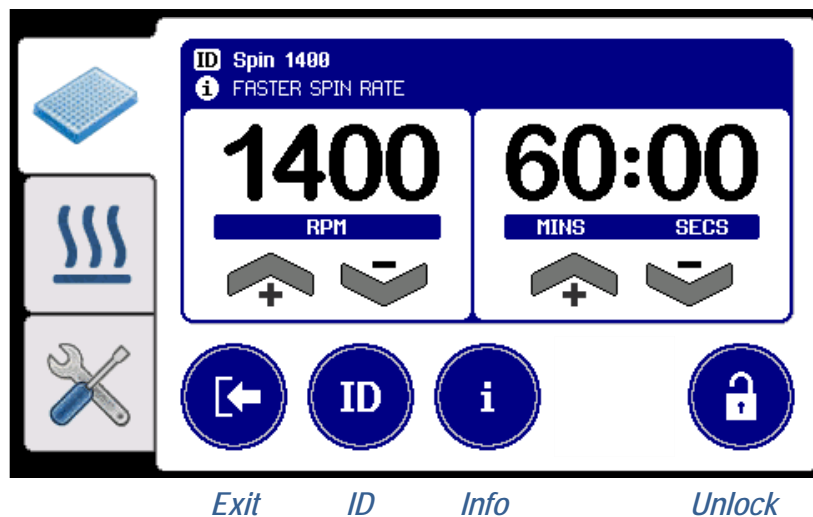 ID Spin 1400
i FASTER SPIN RATE
1400 60:00
RPM MINS SECS
+ - + -
ID i
Exit ID Info Unlock